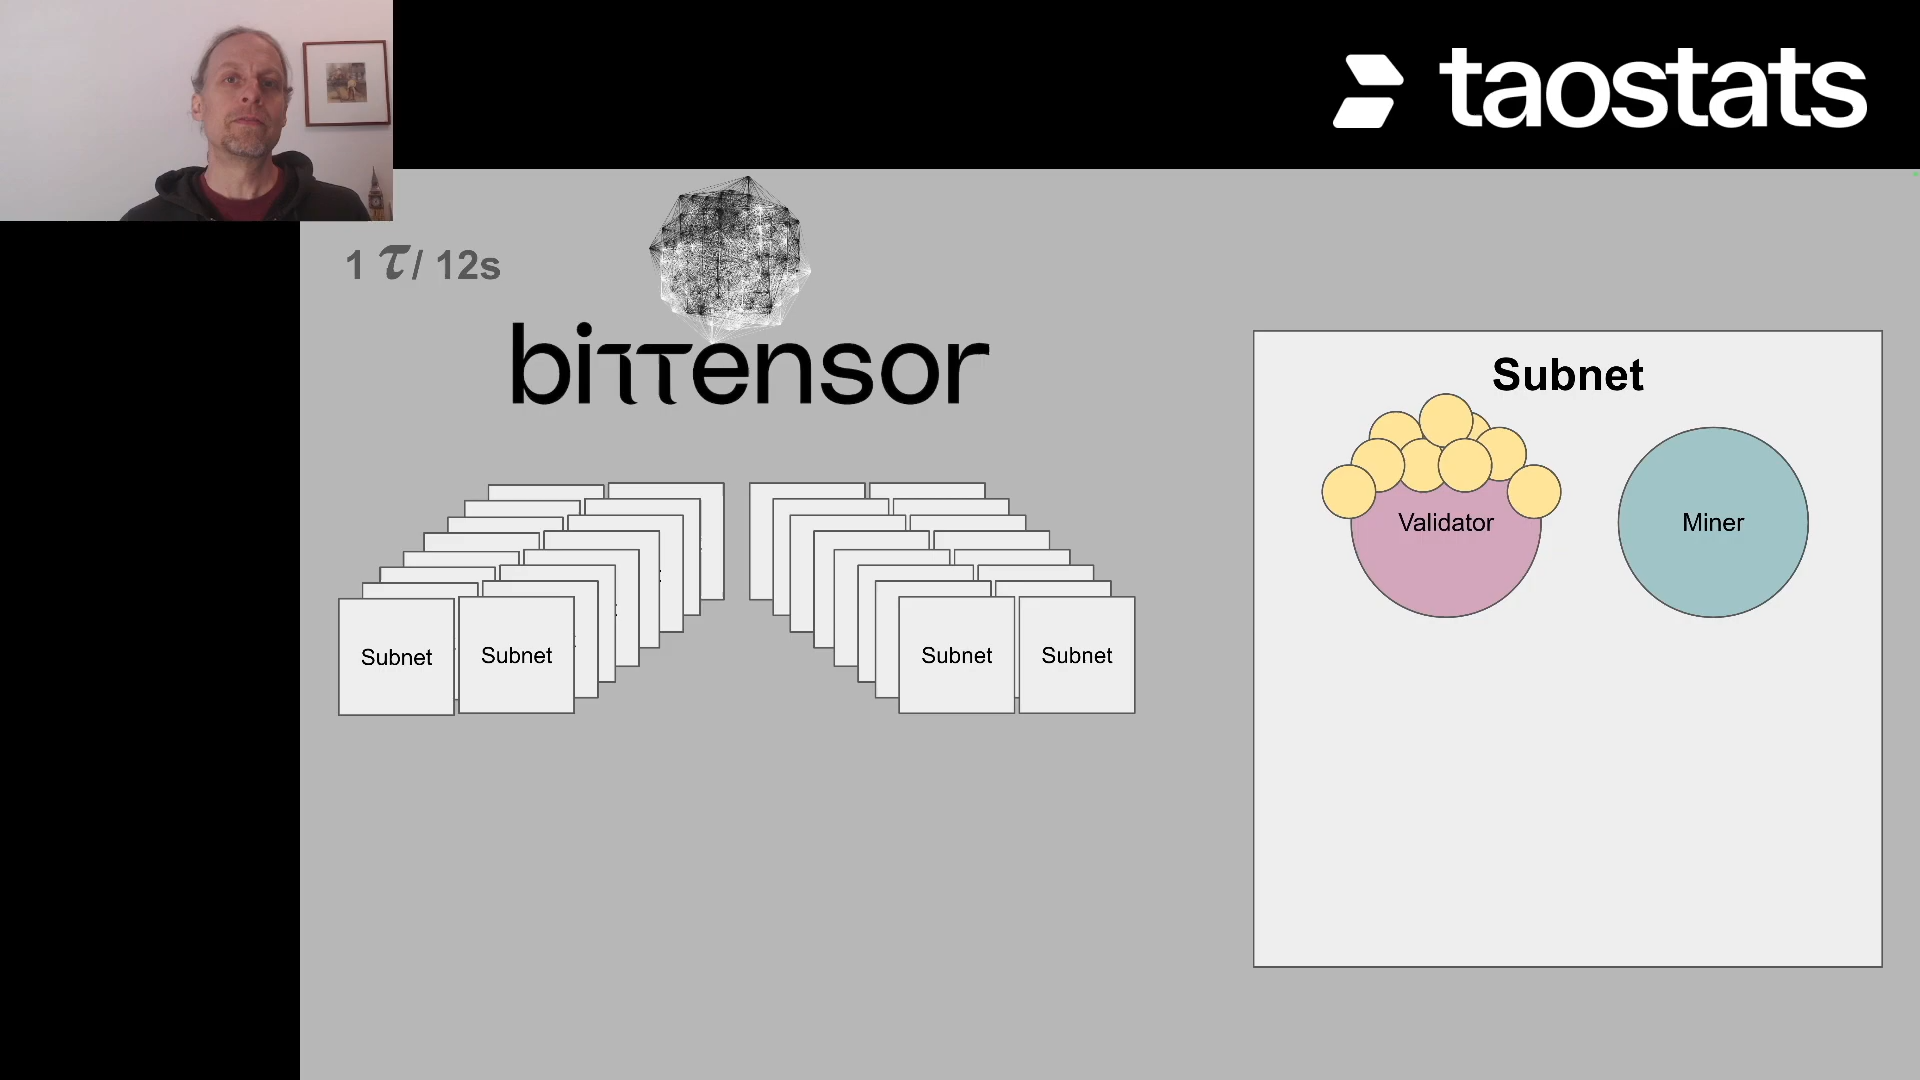 taostats
1 τ/ 12s
bittensor
Subnet
Validator
Miner
Subnet
Subnet
Subnet
Subnet